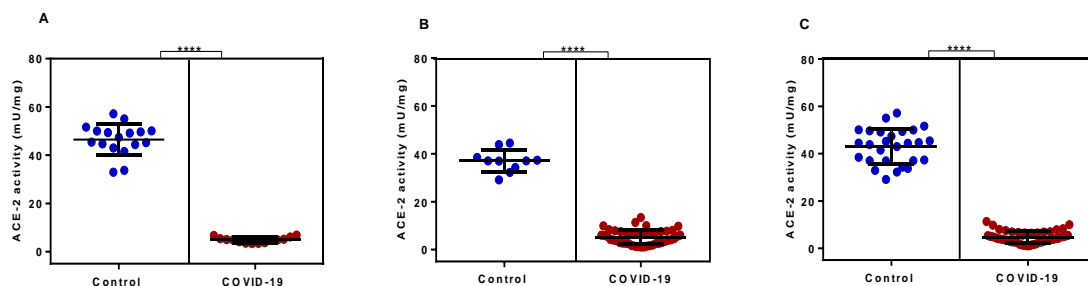 A
****
80
60
40
20
0
ACE-2 activity (mU/mg)
Control
COVID-19
B
****
80
60
40
20
0
ACE-2 activity (mU/mg)
Control
COVID-19
C
****
80
60
40
20
0
ACE-2 activity (mU/mg)
Control
COVID-19